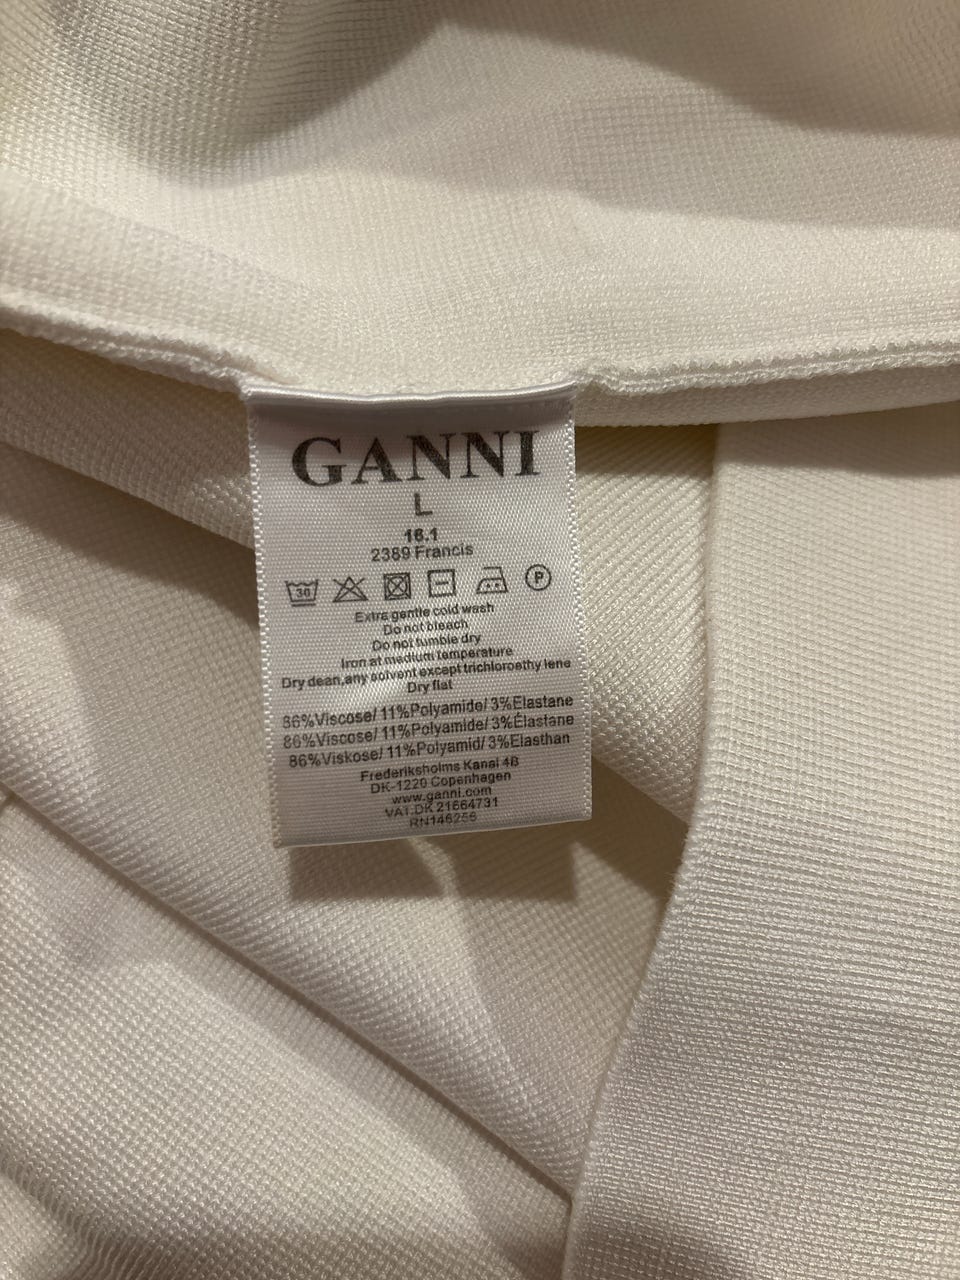 GANNI
L
16.1
2389 Francis
30 P
Extra gentle cold wash
Do not bleach
Do not tumble dry
Iron at medium temperature
Dry dean,any solvent except trichloroethy lene
Dry flat
86%Viscose/ 11%Polyamide/ 3%Elastane
86%Viscose/ 11%Polyamide/ 3%Élastane
86%Viskose/ 11%Polyamid/ 3%Elasthan
Frederiksholms Kanal 4B
DK-1220 Copenhagen
www.ganni.com
VAT.DK 21664731
RN146256